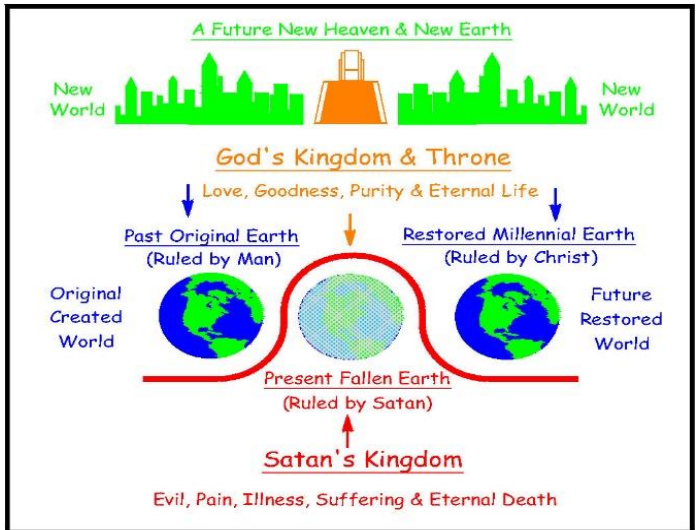 A Future New Heaven & New Earth
New
World
New
World
God's Kingdom & Throne
Love, Goodness, Purity & Eternal Life
Past Original Earth
(Ruled by Man)
Restored Millennial Earth
(Ruled by Christ)
Original
Created
World
Future
Restored
World
Present Fallen Earth
(Ruled by Satan)
Satan's Kingdom
Evil, Pain, Illness, Suffering & Eternal Death